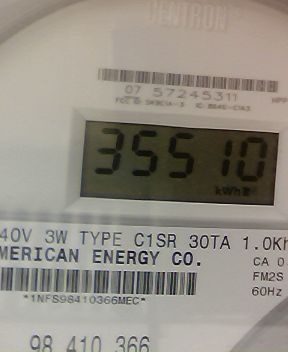 CENTRON
07 57245311
35510
kWh
40V 3W TYPE C1SR 30TA 1.0Kh
MERICAN ENERGY CO.
CA 0.
FM2S
60Hz
*1NFS98410366MEC*
98 410 366